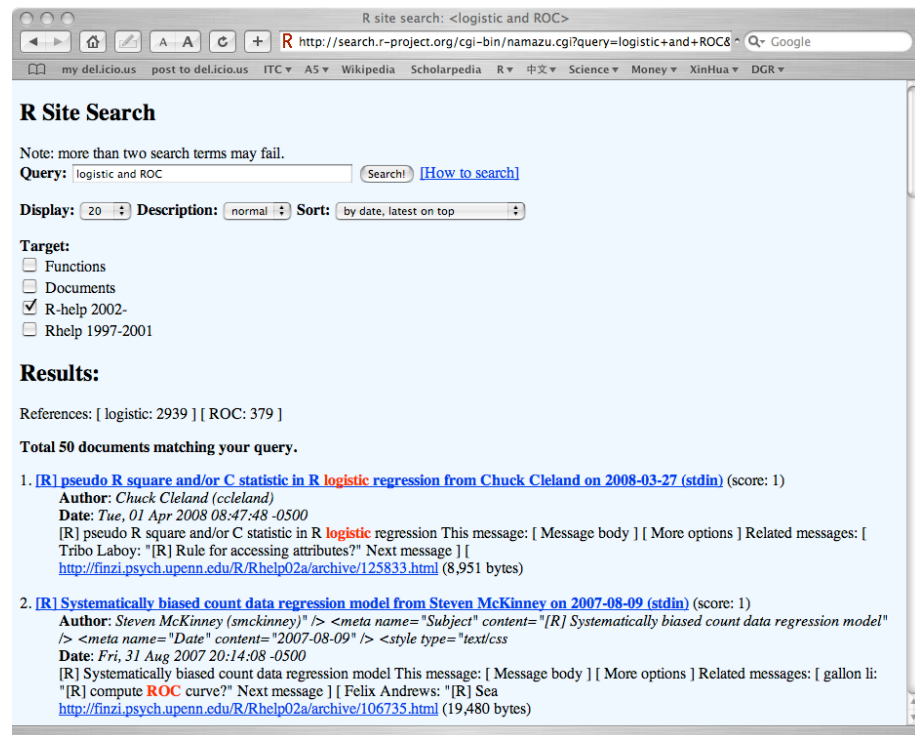 R site search: <logistic and ROC>
A A
R http://search.r-project.org/cgi-bin/namazu.cgi?query=logistic+and+ROC&
Google
my del.icio.us post to del.icio.us ITC A5 Wikipedia Scholarpedia R 中文 Science Money XinHua DGR
R Site Search
Note: more than two search terms may fail.
Query: logistic and ROC Search! [How to search]
Display: 20 Description: normal Sort: by date, latest on top
Target:
Functions
Documents
R-help 2002-
Rhelp 1997-2001
Results:
References: [ logistic: 2939 ] [ ROC: 379 ]
Total 50 documents matching your query.
1. [R] pseudo R square and/or C statistic in R logistic regression from Chuck Cleland on 2008-03-27 (stdin) (score: 1)
Author: Chuck Cleland (ccleland)
Date: Tue, 01 Apr 2008 08:47:48 -0500
[R] pseudo R square and/or C statistic in R logistic regression This message: [ Message body ] [ More options ] Related messages: [
Tribo Laboy: "[R] Rule for accessing attributes?" Next message ] [
http://finzi.psych.upenn.edu/R/Rhelp02a/archive/125833.html (8,951 bytes)
2. [R] Systematically biased count data regression model from Steven McKinney on 2007-08-09 (stdin) (score: 1)
Author: Steven McKinney (smckinney)" /> <meta name="Subject" content="[R] Systematically biased count data regression model"
/> <meta name="Date" content="2007-08-09" /> <style type="text/css
Date: Fri, 31 Aug 2007 20:14:08 -0500
[R] Systematically biased count data regression model This message: [ Message body ] [ More options ] Related messages: [ gallon li:
"[R] compute ROC curve?" Next message ] [ Felix Andrews: "[R] Sea
http://finzi.psych.upenn.edu/R/Rhelp02a/archive/106735.html (19,480 bytes)